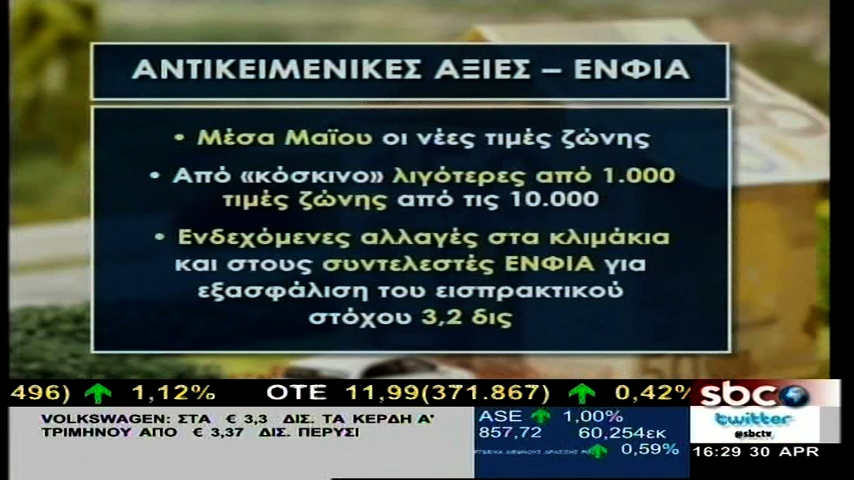 ΑΝΤΙΚΕΙΜΕΝΙΚΕΣ ΑΞΙΕΣ – ΕΝΦΙΑ
• Μέσα Μαΐου οι νέες τιμές ζώνης
• Από «κόσκινο» λιγότερες από 1.000
τιμές ζώνης από τις 10.000
• Ενδεχόμενες αλλαγές στα κλιμάκια
και στους συντελεστές ΕΝΦΙΑ για
εξασφάλιση του εισπρακτικού
στόχου 3,2 δις
496) 1,12% ΟΤΕ 11,99(371.867) 0,42%
sbc
VOLKSWAGEN: ΣΤΑ € 3,3 ΔΙΣ. ΤΑ ΚΕΡΔΗ Α'
ΤΡΙΜΗΝΟΥ ΑΠΟ € 3,37 ΔΙΣ. ΠΕΡΥΣΙ
ASE 1,00%
857,72 60,254εκ
0,59%
twitter
@sbctv
16:29 30 APR